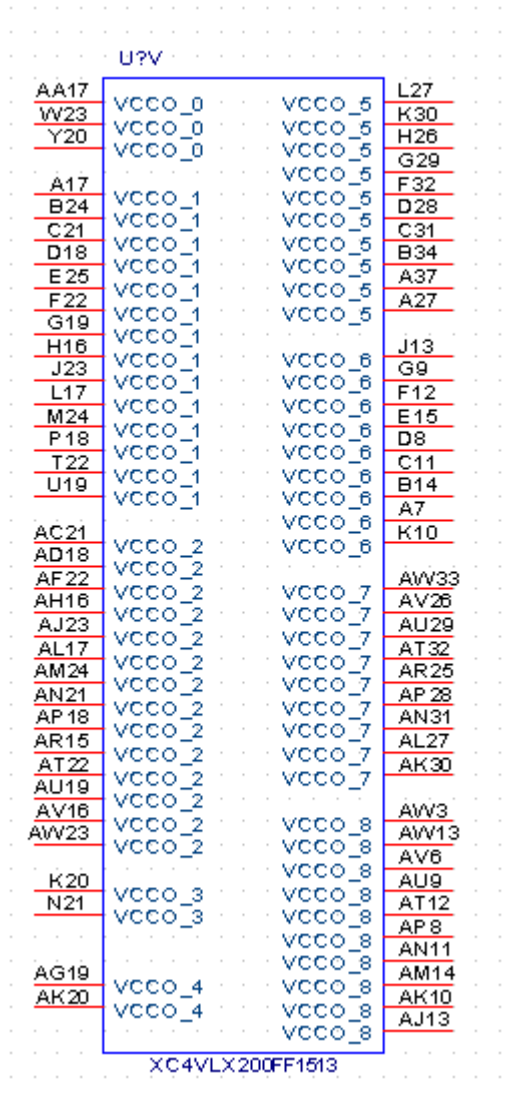 U?V
AA17 VCCO_0 VCCO_5 L27
W23 VCCO_0 VCCO_5 K30
Y20 VCCO_0 VCCO_5 H26
VCCO_5 G29
A17 VCCO_1 VCCO_5 F32
B24 VCCO_1 VCCO_5 D28
C21 VCCO_1 VCCO_5 C31
D18 VCCO_1 VCCO_5 B34
E25 VCCO_1 VCCO_5 A37
F22 VCCO_1 VCCO_5 A27
G19 VCCO_1
H16 VCCO_1 VCCO_6 J13
J23 VCCO_1 VCCO_6 G9
L17 VCCO_1 VCCO_6 F12
M24 VCCO_1 VCCO_6 E15
P18 VCCO_1 VCCO_6 D8
T22 VCCO_1 VCCO_6 C11
U19 VCCO_1 VCCO_6 B14
VCCO_6 A7
AC21 VCCO_2 VCCO_6 K10
AD18 VCCO_2
AF22 VCCO_2 VCCO_7 AW33
AH16 VCCO_2 VCCO_7 AV26
AJ23 VCCO_2 VCCO_7 AU29
AL17 VCCO_2 VCCO_7 AT32
AM24 VCCO_2 VCCO_7 AR25
AN21 VCCO_2 VCCO_7 AP28
AP18 VCCO_2 VCCO_7 AN31
AR15 VCCO_2 VCCO_7 AL27
AT22 VCCO_2 VCCO_7 AK30
AU19 VCCO_2
AV16 VCCO_2 VCCO_8 AW3
AW23 VCCO_2 VCCO_8 AW13
VCCO_8 AV6
K20 VCCO_3 VCCO_8 AU9
N21 VCCO_3 VCCO_8 AT12
VCCO_8 AP8
VCCO_8 AN11
AG19 VCCO_4 VCCO_8 AM14
AK20 VCCO_4 VCCO_8 AK10
VCCO_8 AJ13
XC4VLX200FF1513